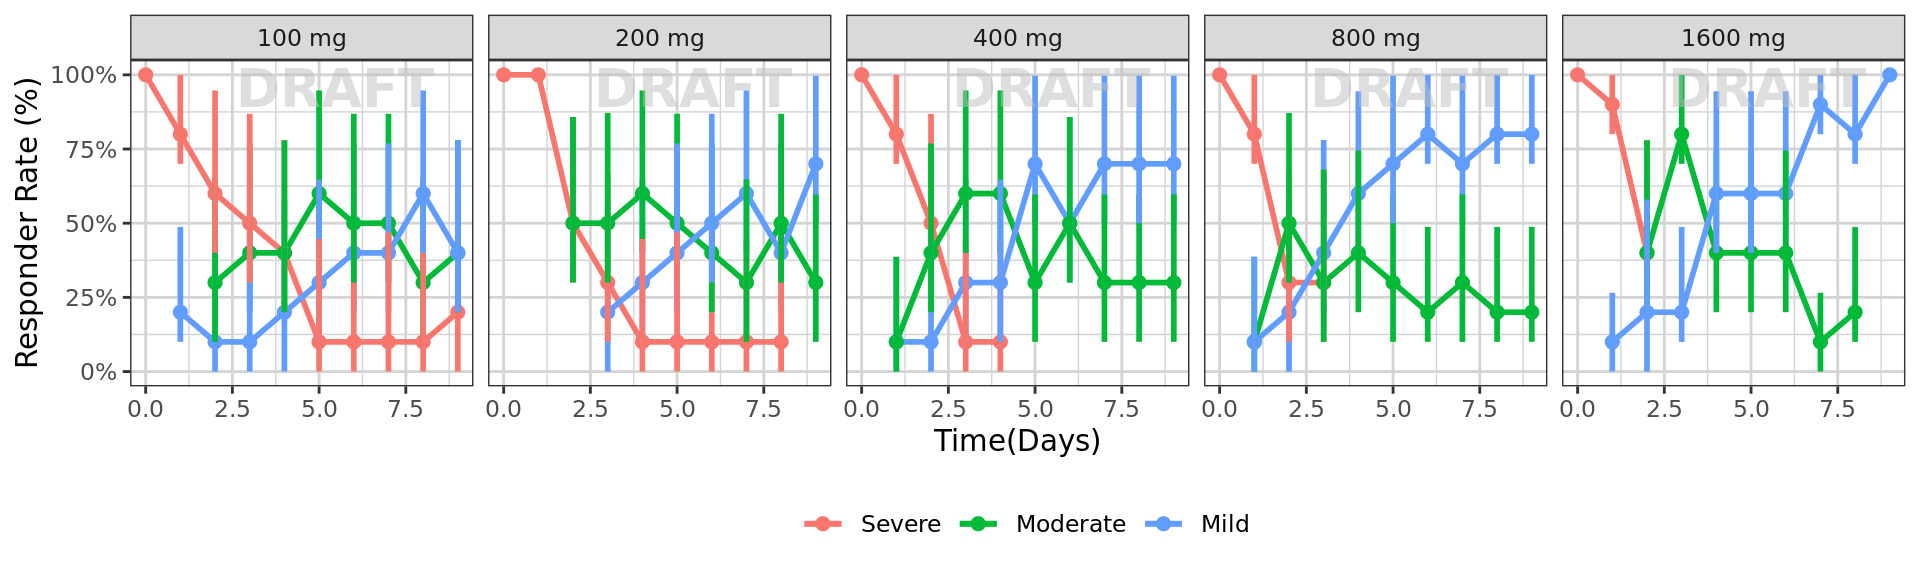 100 mg 200 mg 400 mg 800 mg 1600 mg
DRAFT DRAFT DRAFT DRAFT DRAFT
Responder Rate (%)
100%
75%
50%
25%
0%
0.0 2.5 5.0 7.5 0.0 2.5 5.0 7.5 0.0 2.5 5.0 7.5 0.0 2.5 5.0 7.5 0.0 2.5 5.0 7.5
Time(Days)
Severe Moderate Mild